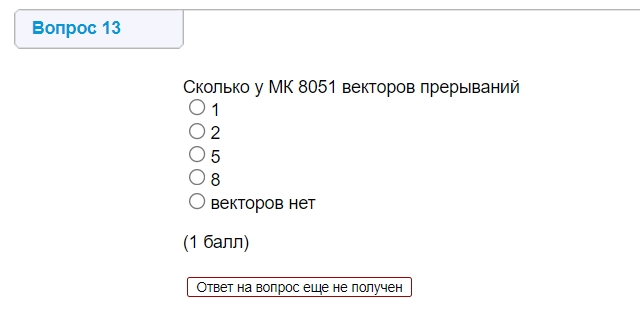 Вопрос 13
Сколько у МК 8051 векторов прерываний
1
2
5
8
векторов нет
(1 балл)
Ответ на вопрос еще не получен